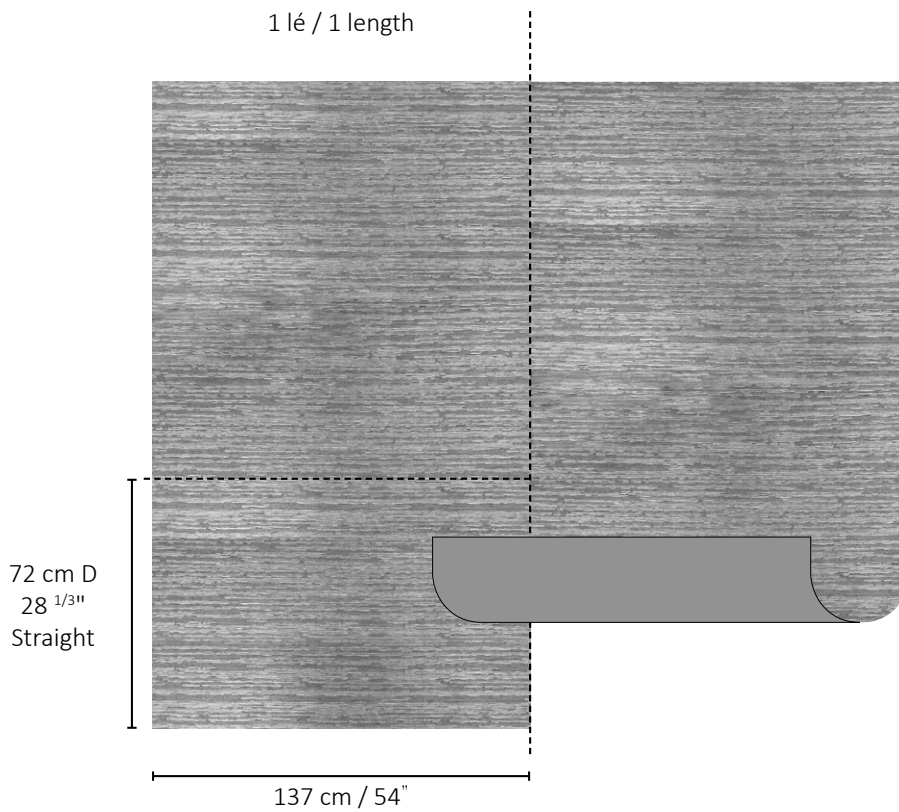 1 lé / 1 length
72 cm D
28 1/3"
Straight
137 cm / 54"